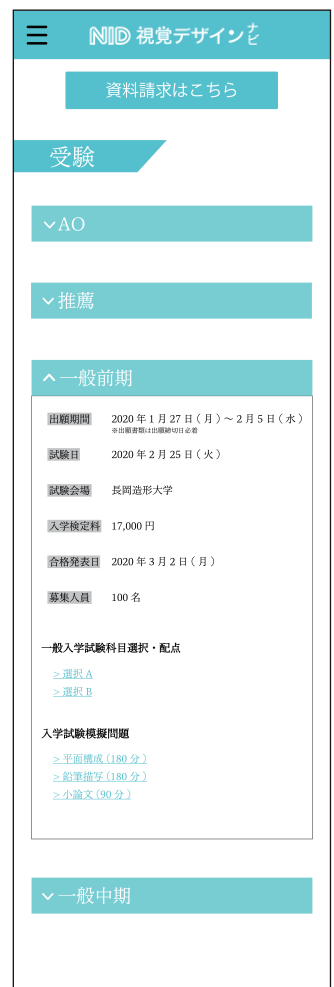 NID 視覚デザインナビ
資料請求はこちら
受験
AO
推薦
一般前期
出願期間 2020 年 1 月 27 日（月）～ 2 月 5 日（水）
※出願書類は出願締切日必着
試験日 2020 年 2 月 25 日（火）
試験会場 長岡造形大学
入学検定料 17,000 円
合格発表日 2020 年 3 月 2 日（月）
募集人員 100 名
一般入学試験科目選択・配点
＞選択 A
＞選択 B
入学試験模擬問題
＞平面構成（180 分）
＞鉛筆描写（180 分）
＞小論文（90 分）
一般中期